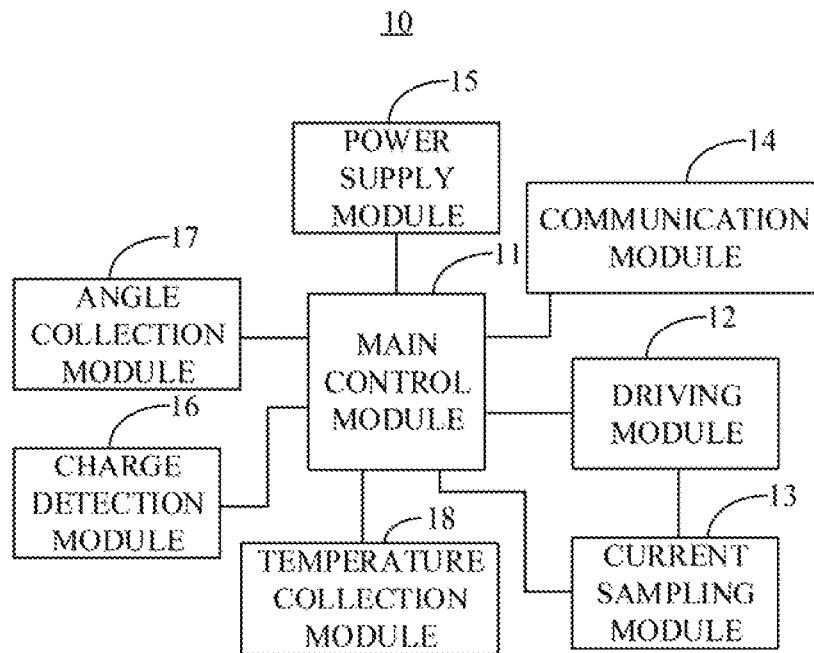 10
15
POWER
SUPPLY
MODULE
14
COMMUNICATION
MODULE
17
ANGLE
COLLECTION
MODULE
11
MAIN
CONTROL
MODULE
12
DRIVING
MODULE
16
CHARGE
DETECTION
MODULE
18
TEMPERATURE
COLLECTION
MODULE
13
CURRENT
SAMPLING
MODULE